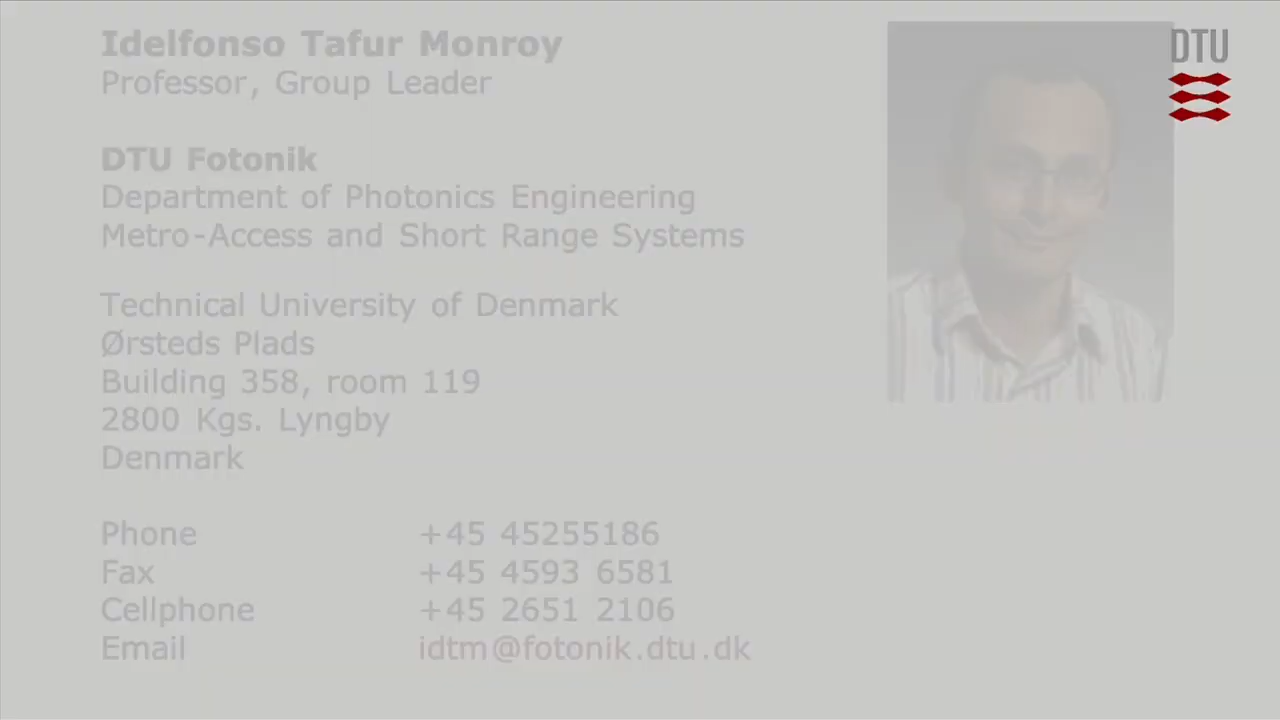 Idelfonso Tafur Monroy
Professor, Group Leader
DTU
DTU Fotonik
Department of Photonics Engineering
Metro-Access and Short Range Systems
Technical University of Denmark
Ørsteds Plads
Building 358, room 119
2800 Kgs. Lyngby
Denmark
Phone +45 45255186
Fax +45 4593 6581
Cellphone +45 2651 2106
Email idtm@fotonik.dtu.dk